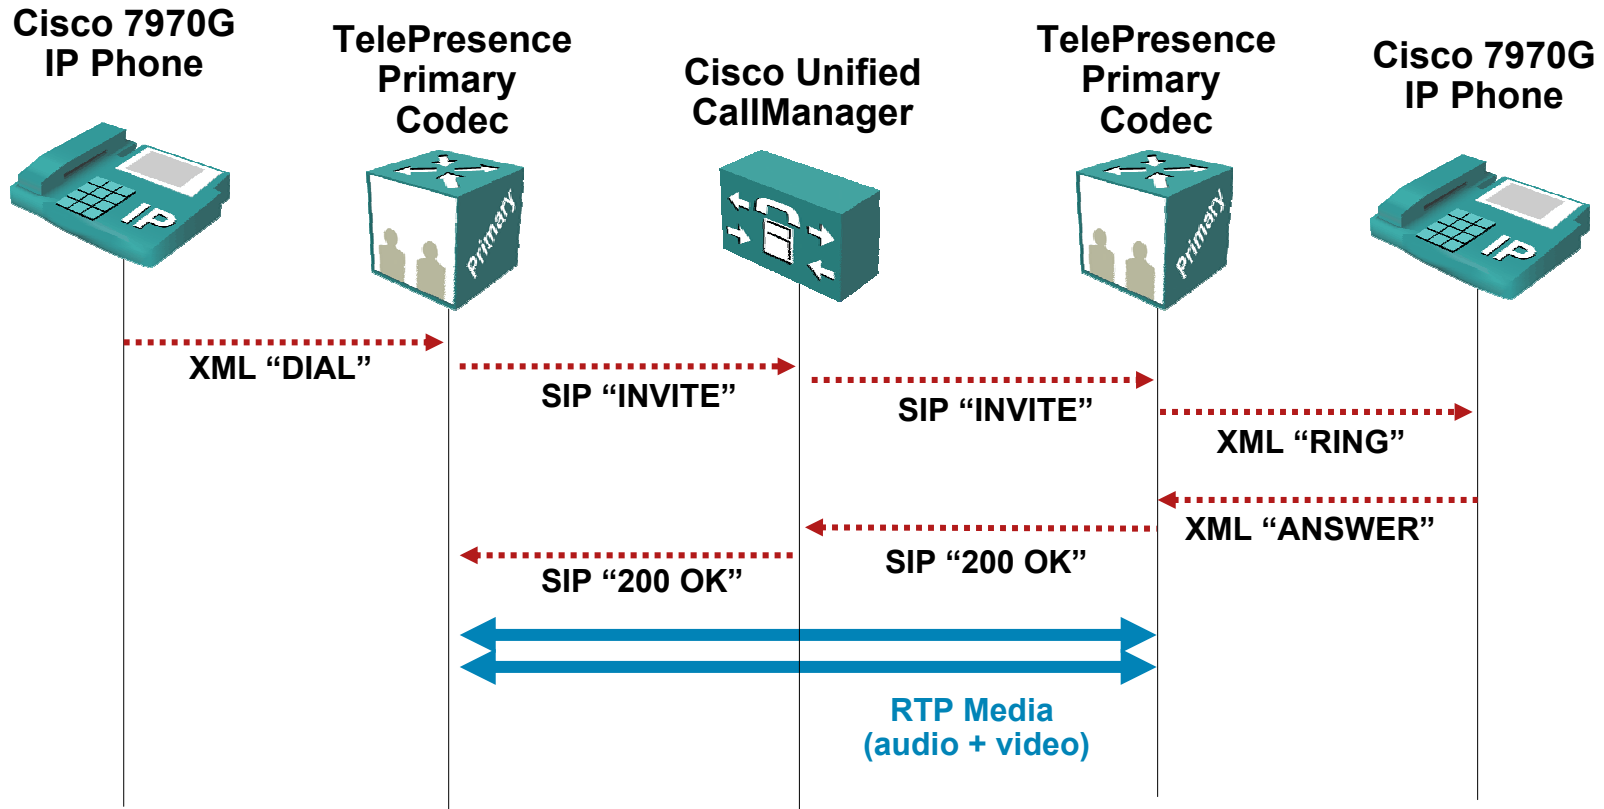 Cisco 7970G
IP Phone
TelePresence
Primary
Codec
Cisco Unified
CallManager
TelePresence
Primary
Codec
Cisco 7970G
IP Phone
IP
Primary
Primary
IP
XML “DIAL”
SIP “INVITE”
SIP “INVITE”
XML “RING”
XML “ANSWER”
SIP “200 OK”
SIP “200 OK”
RTP Media
(audio + video)